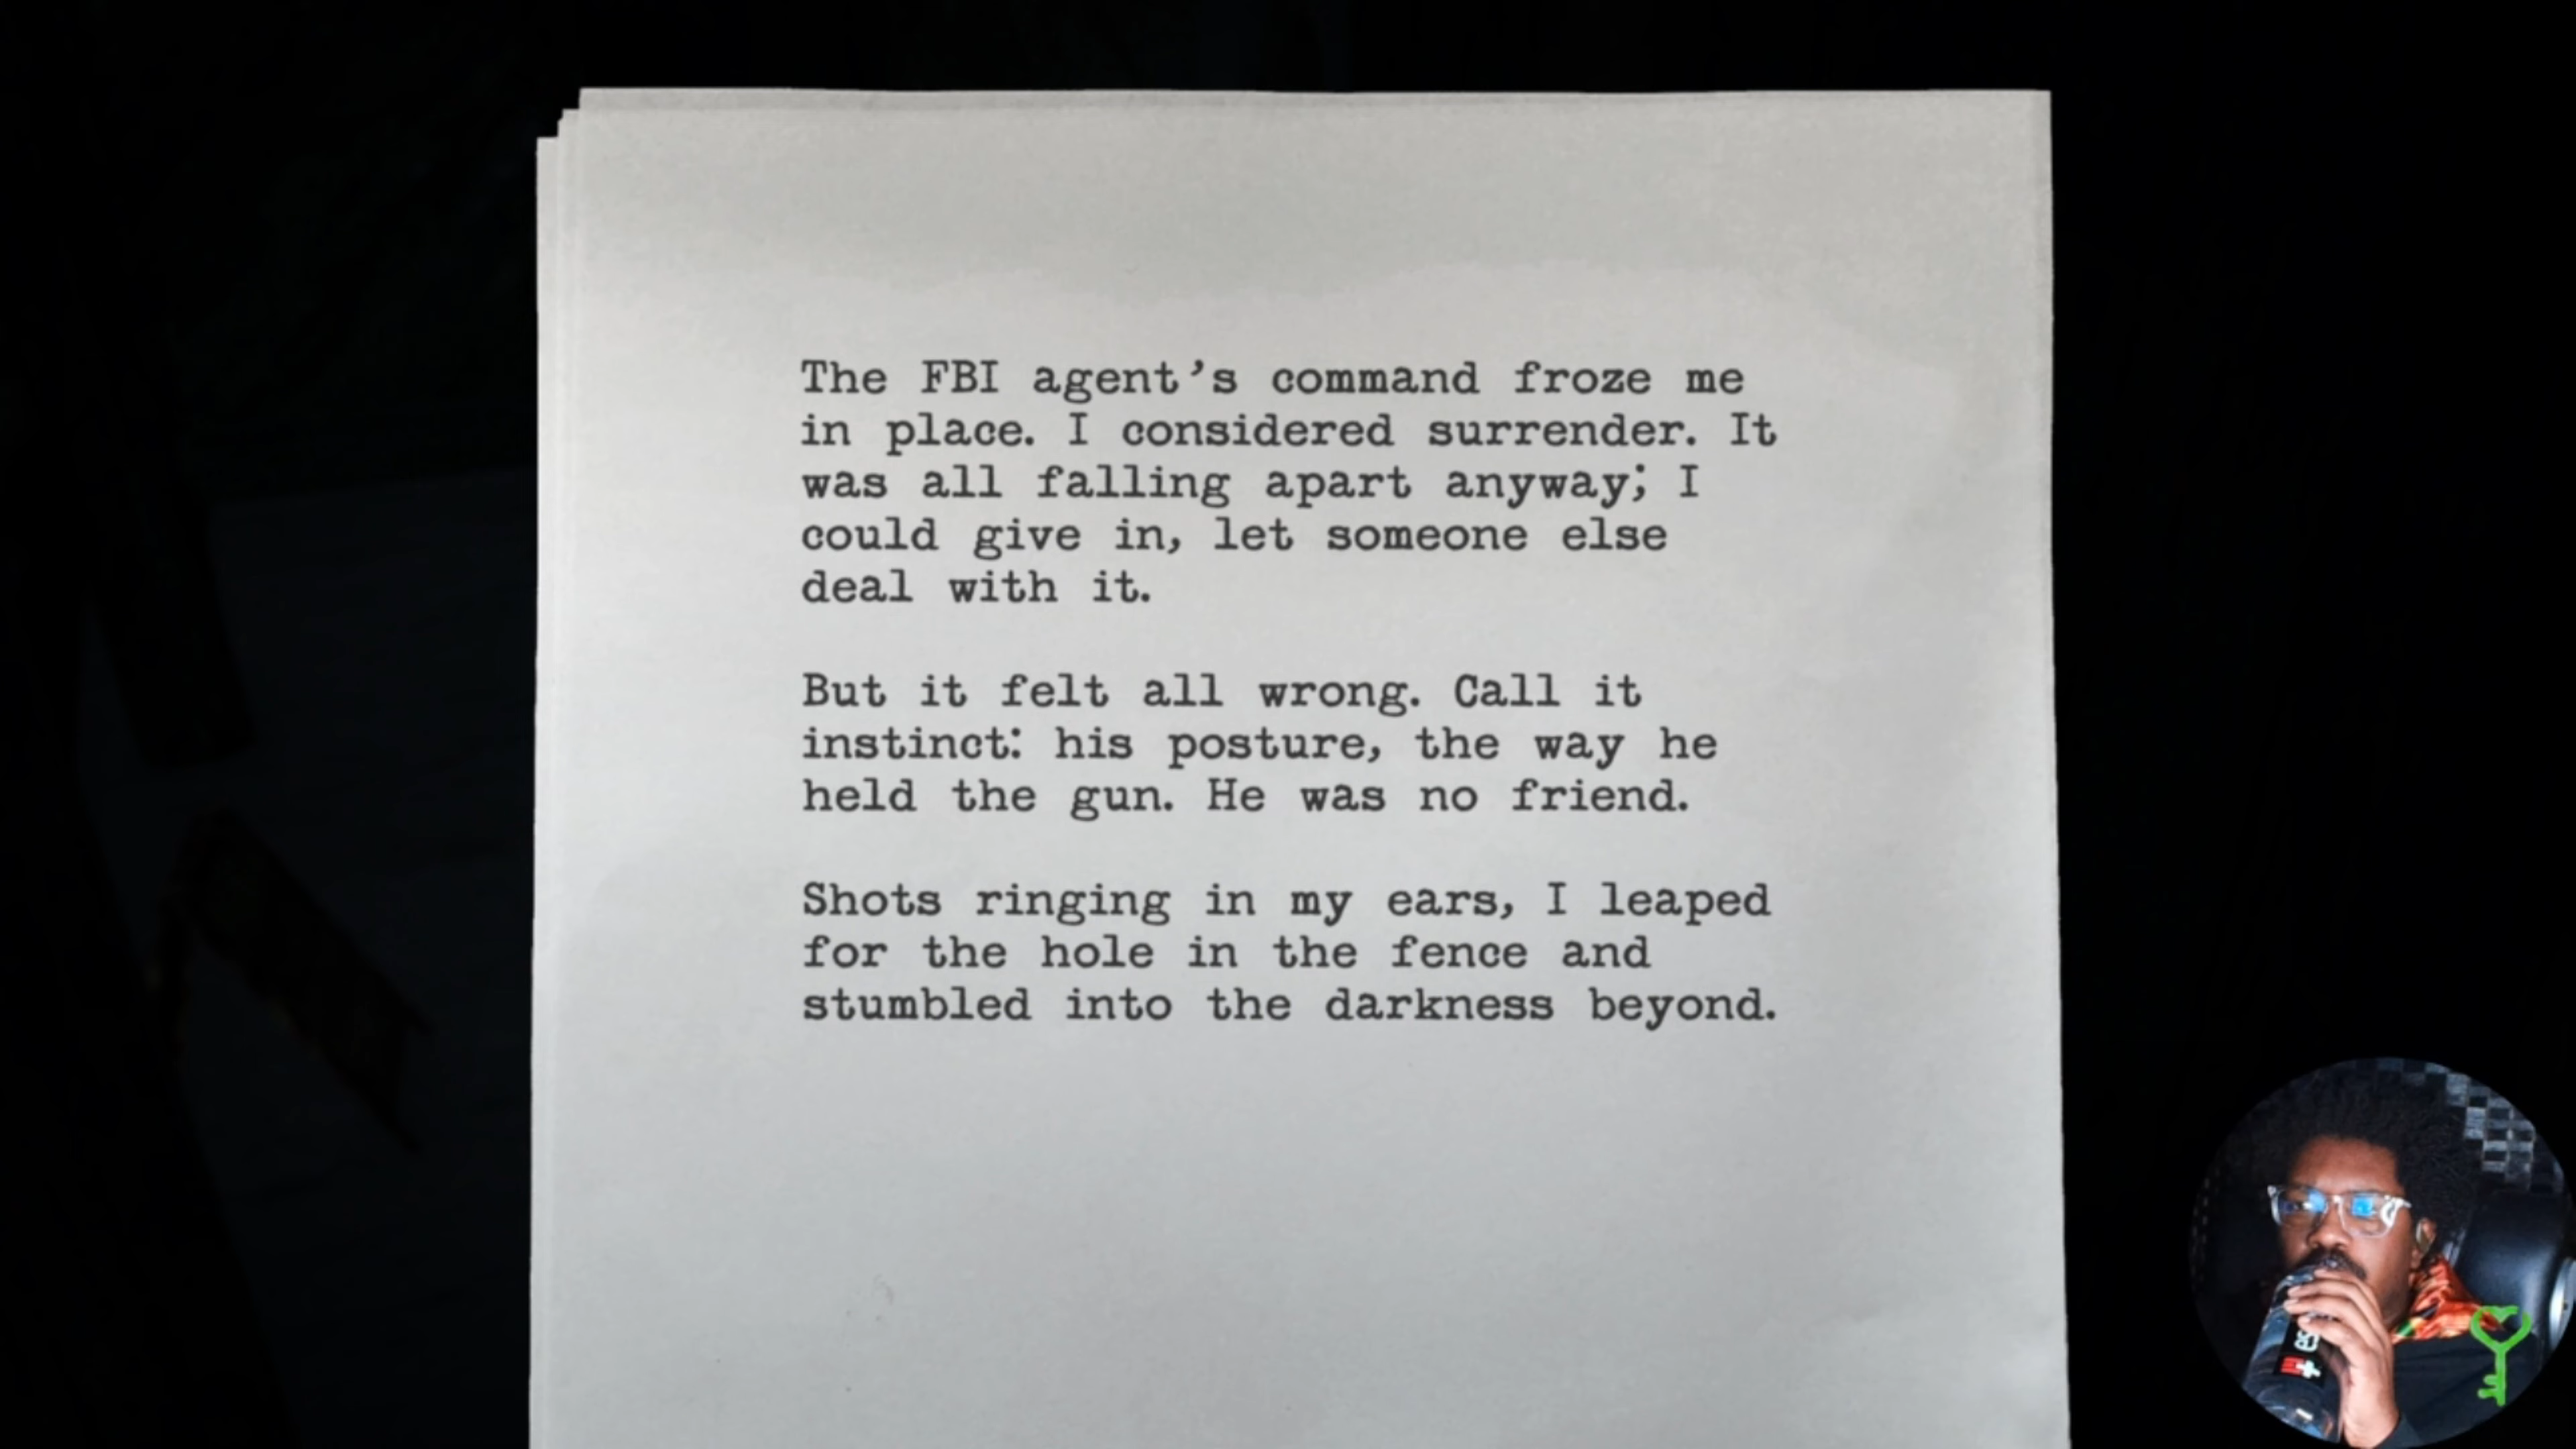 The FBI agent’s command froze me
in place. I considered surrender. It
was all falling apart anyway; I
could give in, let someone else
deal with it.
But it felt all wrong. Call it
instinct: his posture, the way he
held the gun. He was no friend.
Shots ringing in my ears, I leaped
for the hole in the fence and
stumbled into the darkness beyond.